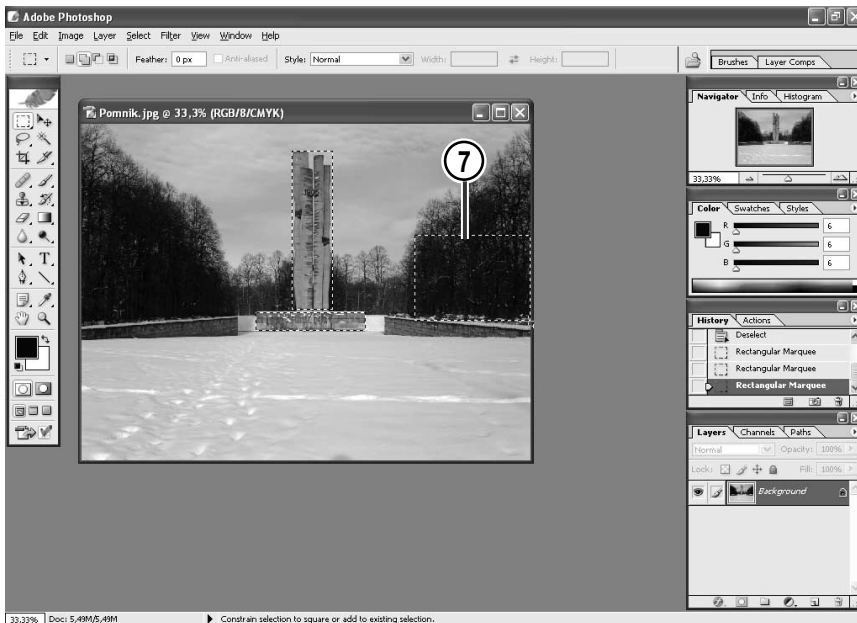 Adobe Photoshop
File Edit Image Layer Select Filter View Window Help
Feather: 0 px Anti-aliased Style: Normal Width: Height: Brushes Layer Comps
Pomnik.jpg @ 33,3% (RGB/8/CMYK)
7
Navigator Info Histogram
33,33%
Color Swatches Styles
R 6
G 6
B 6
History Actions
Deselect
Rectangular Marquee
Rectangular Marquee
Rectangular Marquee
Layers Channels Paths
Normal Opacity: 100%
Lock: Fill: 100%
Background
33,33% Doc: 5,49M/5,49M Constrain selection to square or add to existing selection.